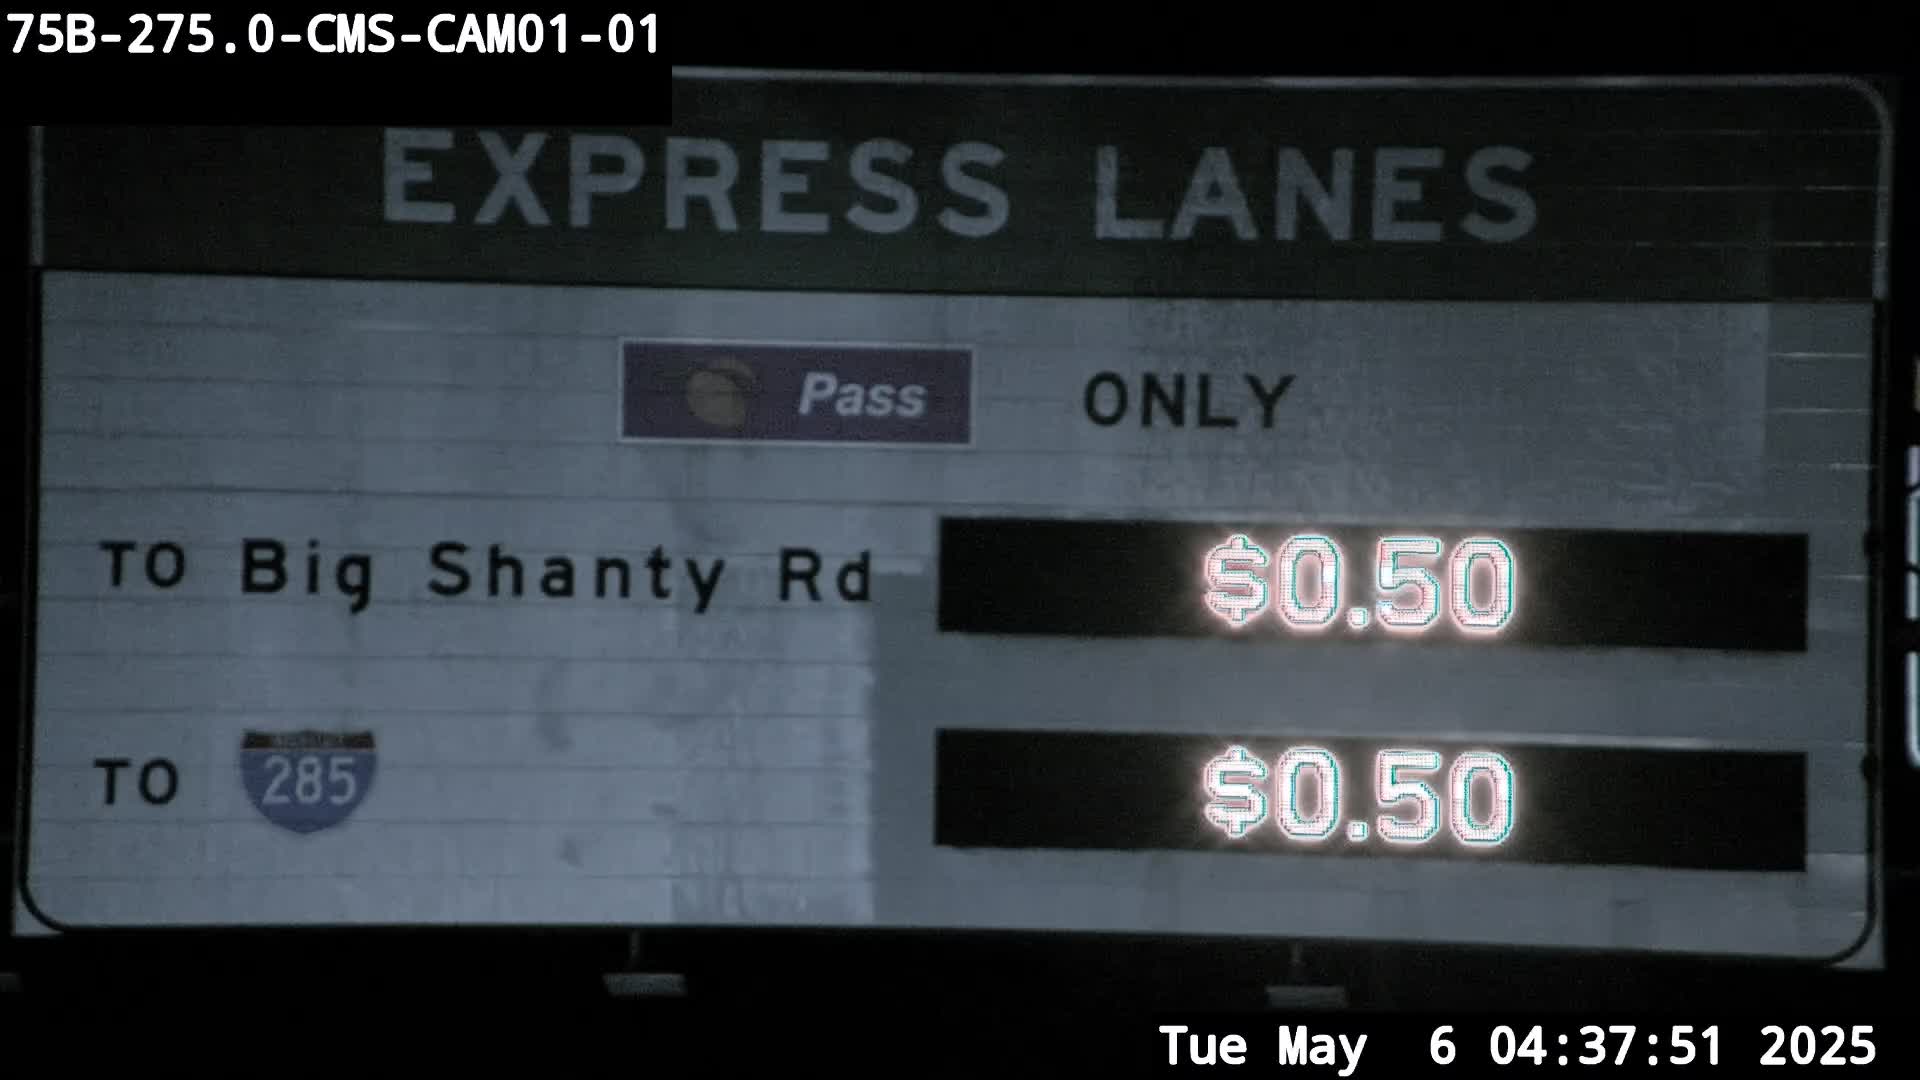 75B-275.0-CMS-CAM01-01
EXPRESS LANES
Pass ONLY
TO Big Shanty Rd $0.50
TO 285 $0.50
Tue May 6 04:37:51 2025